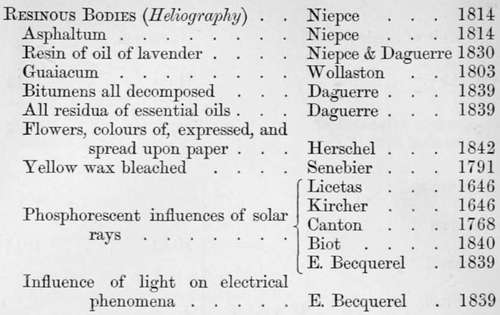 RESINOUS BODIES (Heliography) . . Niepce . . . 1814
Asphaltum . . . . . . . Niepce . . . 1814
Resin of oil of lavender . . . Niepce & Daguerre 1830
Guaiacum . . . . . . . Wollaston . . 1803
Bitumens all decomposed . . . Daguerre . . 1839
All residua of essential oils . . . Daguerre . . 1839
Flowers, colours of, expressed, and
spread upon paper . . . . Herschel . . 1842
Yellow wax bleached . . . . Senebier . . 1791
Phosphorescent influences of solar
rays . . . . . . .
Licetas . . 1646
Kircher . . 1646
Canton . . 1768
Biot . . . 1840
E. Becquerel . 1839
Influence of light on electrical
phenomena . . . . . E. Becquerel . 1839